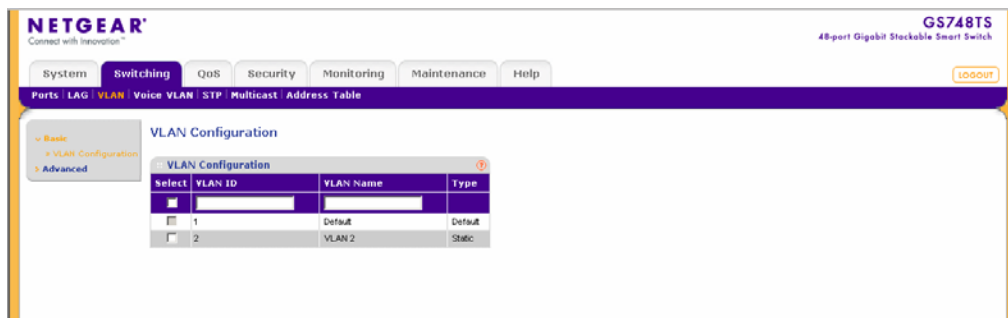 NETGEAR
Connect with Innovation™
GS748TS
48-port Gigabit Stackable Smart Switch
System Switching QoS Security Monitoring Maintenance Help
LOGOUT
Ports LAG VLAN Voice VLAN STP Multicast Address Table
Basic
VLAN Configuration
Advanced
VLAN Configuration
VLAN Configuration
Select VLAN ID VLAN Name Type
1 Default Default
2 VLAN 2 Static